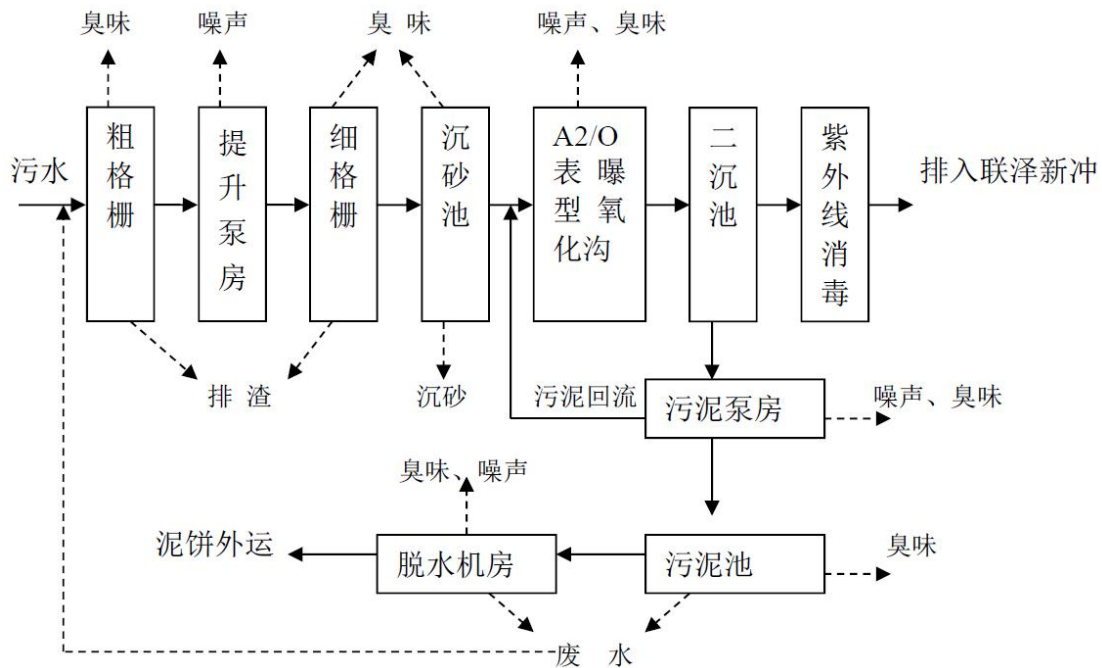 臭味
噪声
臭 味
噪声、臭味
污水
粗格栅
提升泵房
细格栅
沉砂池
A2/O
表 曝
型 氧
化沟
二沉池
紫外线消毒
排入联泽新冲
排 渣
沉砂
污泥回流
污泥泵房
噪声、臭味
臭味、噪声
泥饼外运
脱水机房
污泥池
臭味
废 水